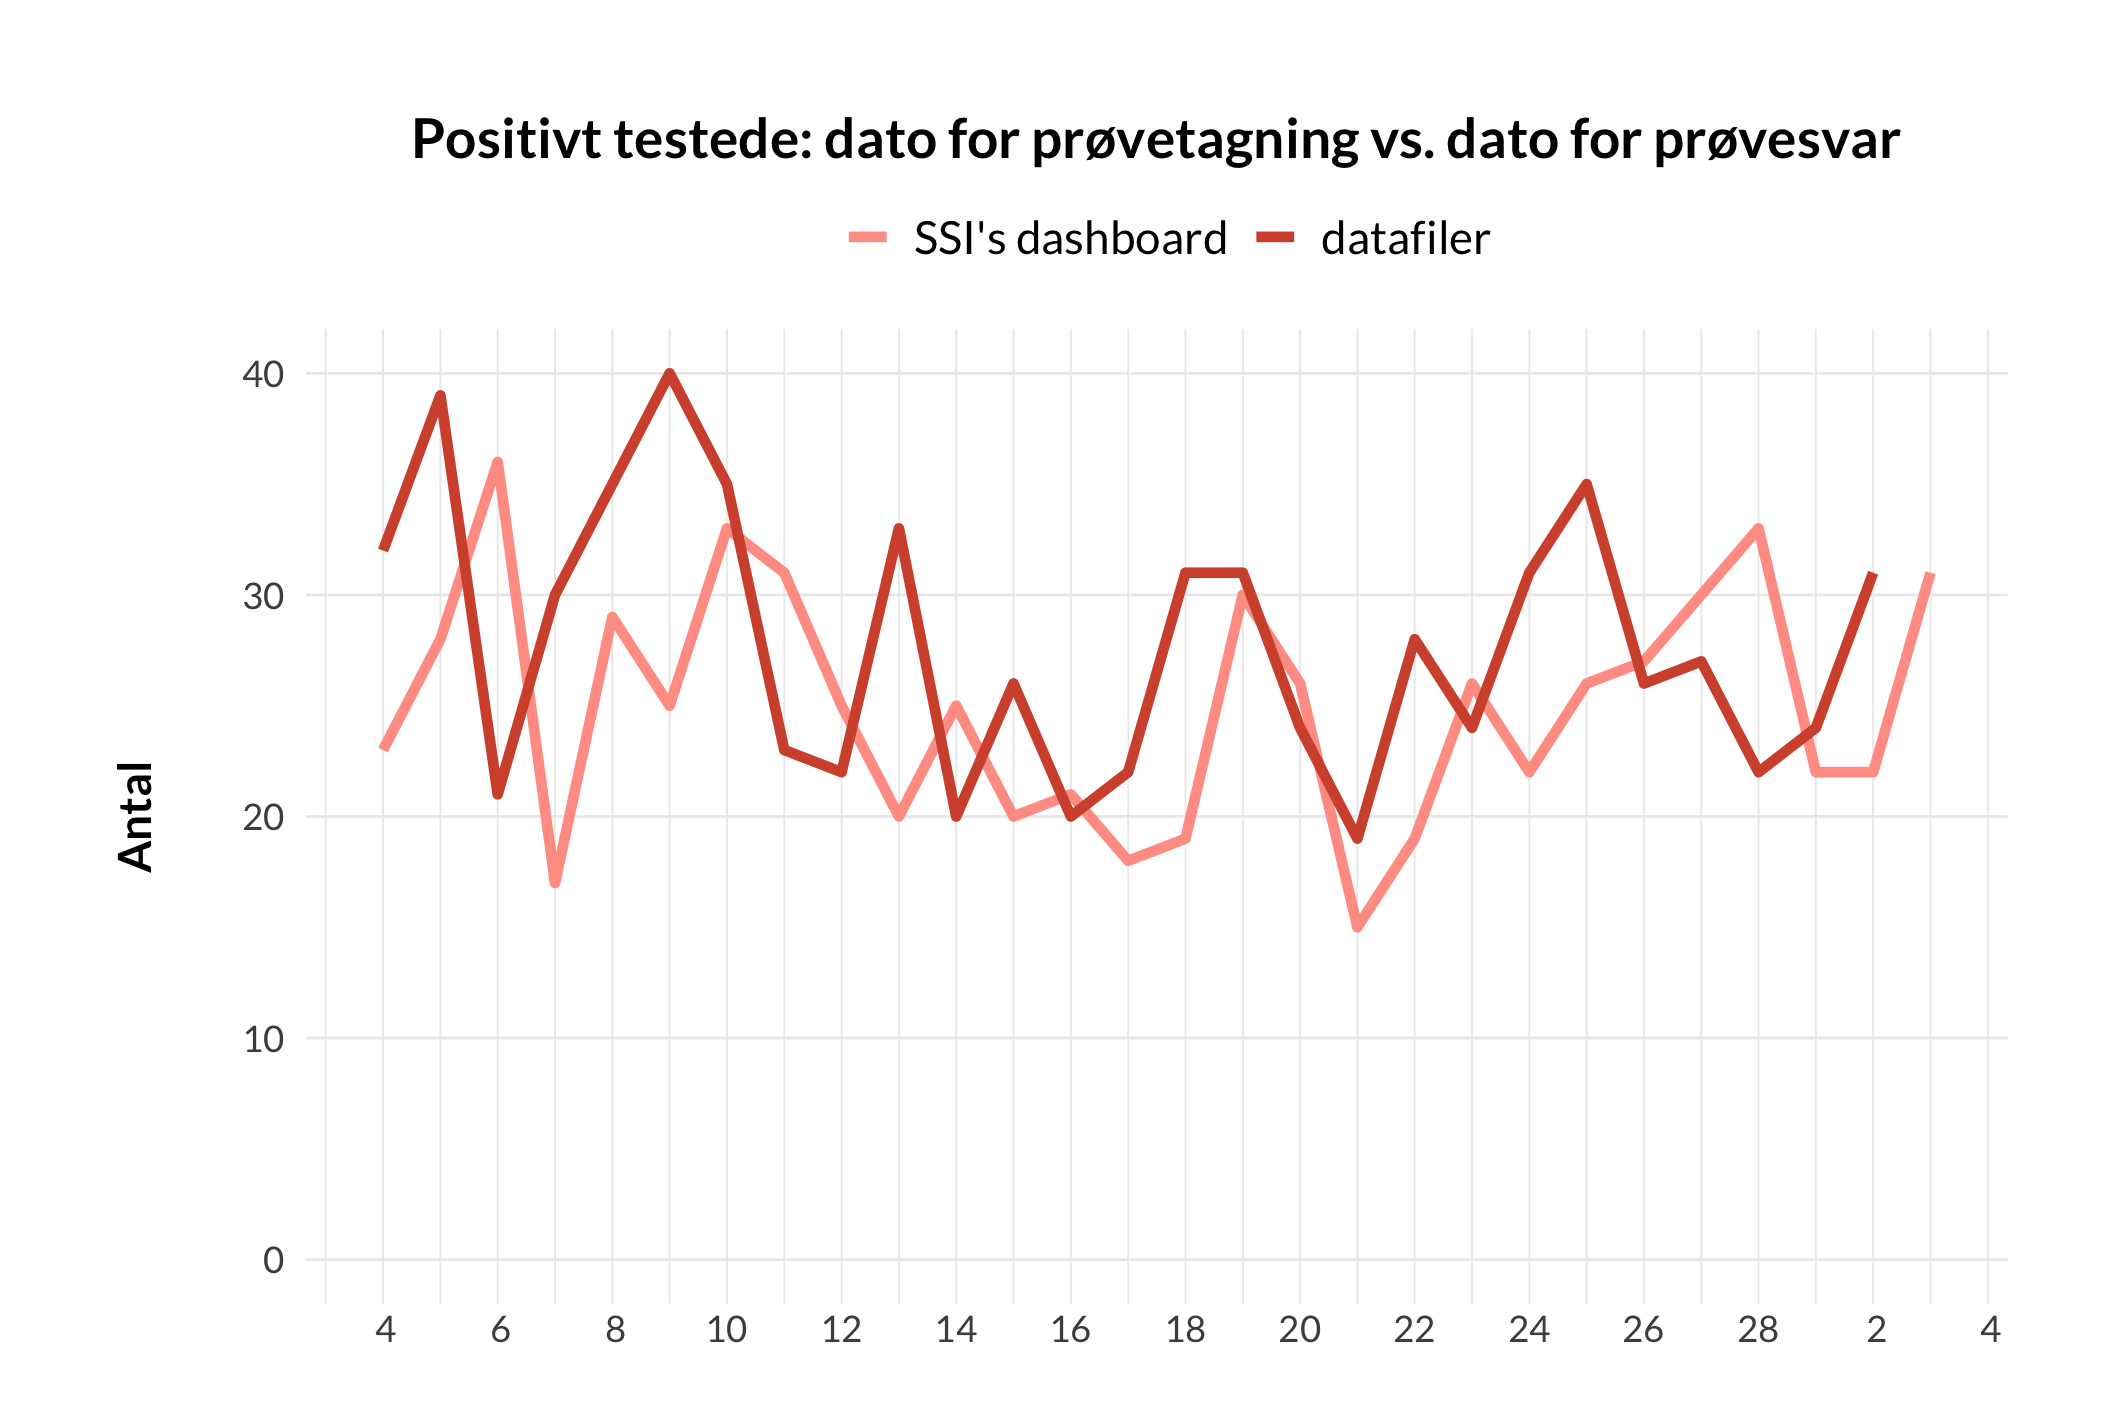 Positivt testede: dato for prøvetagning vs. dato for prøvesvar
SSI's dashboard datafiler
Antal
40
30
20
10
0
4 6 8 10 12 14 16 18 20 22 24 26 28 2 4